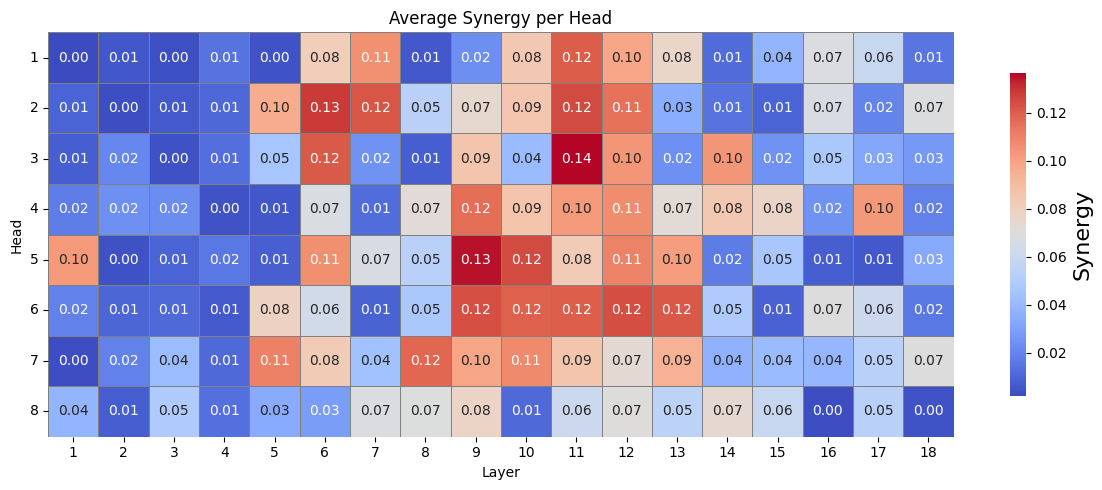 Average Synergy per Head
1 0.00 0.01 0.00 0.01 0.00 0.08 0.11 0.01 0.02 0.08 0.12 0.10 0.08 0.01 0.04 0.07 0.06 0.01
2 0.01 0.00 0.01 0.01 0.10 0.13 0.12 0.05 0.07 0.09 0.12 0.11 0.03 0.01 0.01 0.07 0.02 0.07
3 0.01 0.02 0.00 0.01 0.05 0.12 0.02 0.01 0.09 0.04 0.14 0.10 0.02 0.10 0.02 0.05 0.03 0.03
4 0.02 0.02 0.02 0.00 0.01 0.07 0.01 0.07 0.12 0.09 0.10 0.11 0.07 0.08 0.08 0.02 0.10 0.02
5 0.10 0.00 0.01 0.02 0.01 0.11 0.07 0.05 0.13 0.12 0.08 0.11 0.10 0.02 0.05 0.01 0.01 0.03
6 0.02 0.01 0.01 0.01 0.08 0.06 0.01 0.05 0.12 0.12 0.12 0.12 0.12 0.05 0.01 0.07 0.06 0.02
7 0.00 0.02 0.04 0.01 0.11 0.08 0.04 0.12 0.10 0.11 0.09 0.07 0.09 0.04 0.04 0.04 0.05 0.07
8 0.04 0.01 0.05 0.01 0.03 0.03 0.07 0.07 0.08 0.01 0.06 0.07 0.05 0.07 0.06 0.00 0.05 0.00
1 2 3 4 5 6 7 8 9 10 11 12 13 14 15 16 17 18
Layer
Head
0.12
0.10
0.08
0.06
0.04
0.02
Synergy